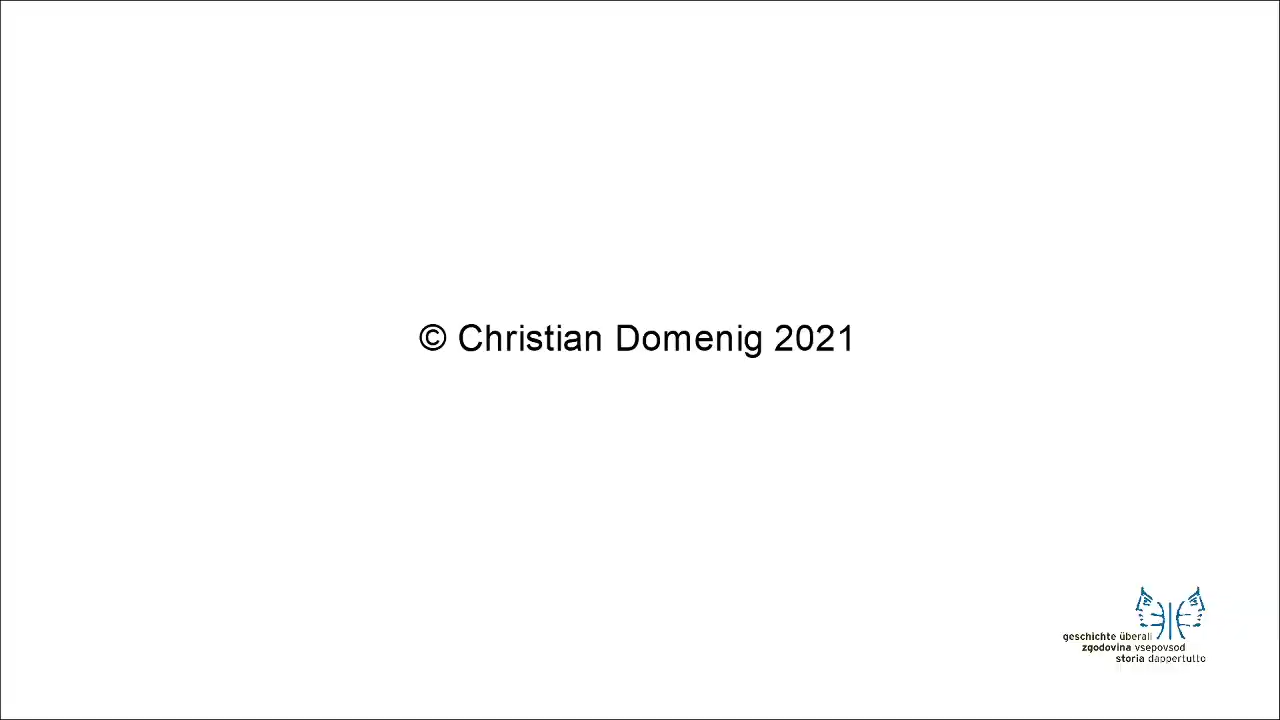 © Christian Domenig 2021
geschichte überall
zgodovina vsepovsod
storia dappertutto